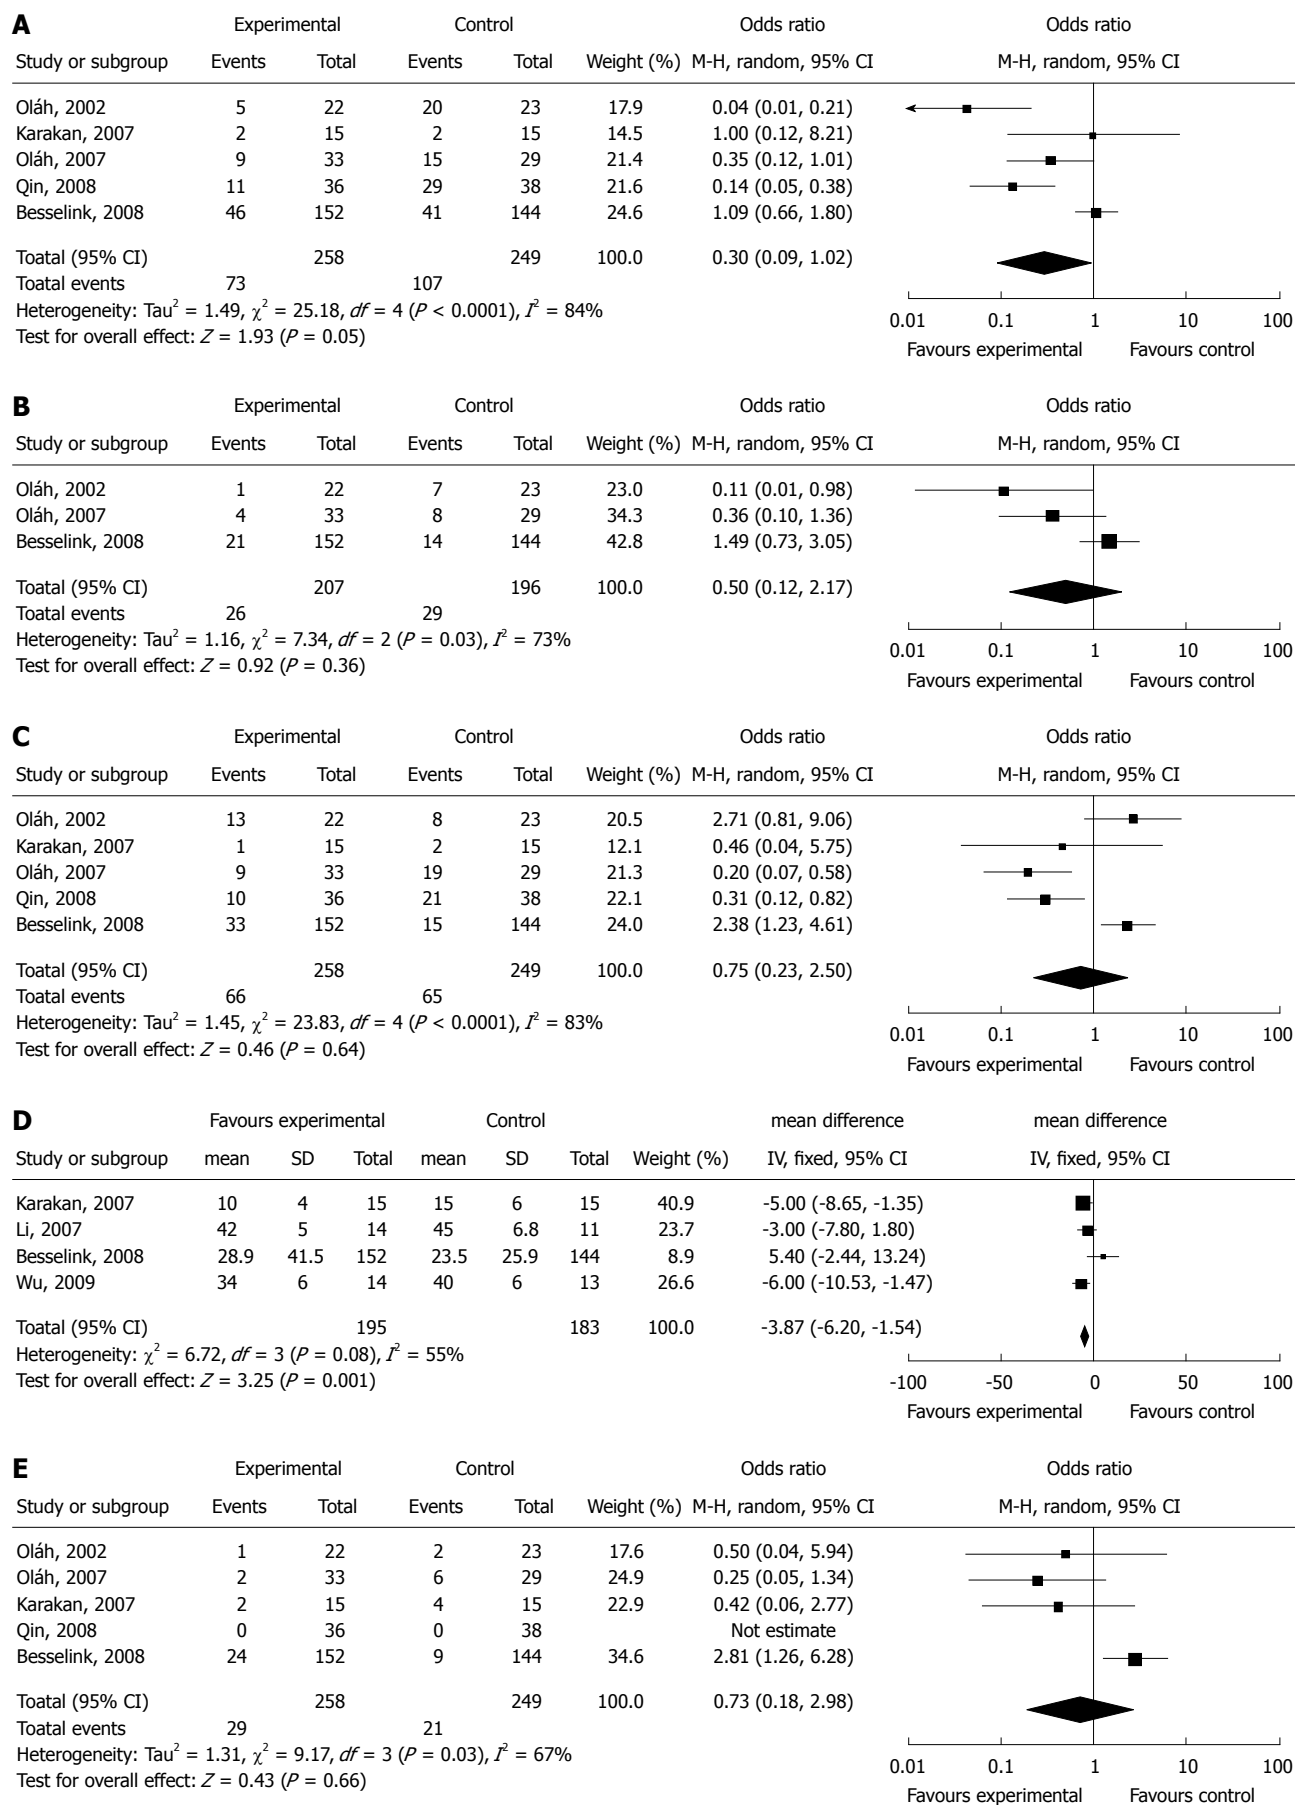 A Experimental Control Odds ratio Odds ratio
Study or subgroup Events Total Events Total Weight (%) M-H, random, 95% CI M-H, random, 95% CI
Oláh, 2002 5 22 20 23 17.9 0.04 (0.01, 0.21)
Karakan, 2007 2 15 2 15 14.5 1.00 (0.12, 8.21)
Oláh, 2007 9 33 15 29 21.4 0.35 (0.12, 1.01)
Qin, 2008 11 36 29 38 21.6 0.14 (0.05, 0.38)
Besselink, 2008 46 152 41 144 24.6 1.09 (0.66, 1.80)
Toatal (95% CI) 258 249 100.0 0.30 (0.09, 1.02)
Toatal events 73 107
Heterogeneity: Tau² = 1.49, χ² = 25.18, df = 4 (P < 0.0001), I² = 84%
0.01 0.1 1 10 100
Test for overall effect: Z = 1.93 (P = 0.05)
Favours experimental Favours control
B Experimental Control Odds ratio Odds ratio
Study or subgroup Events Total Events Total Weight (%) M-H, random, 95% CI M-H, random, 95% CI
Oláh, 2002 1 22 7 23 23.0 0.11 (0.01, 0.98)
Oláh, 2007 4 33 8 29 34.3 0.36 (0.10, 1.36)
Besselink, 2008 21 152 14 144 42.8 1.49 (0.73, 3.05)
Toatal (95% CI) 207 196 100.0 0.50 (0.12, 2.17)
Toatal events 26 29
Heterogeneity: Tau² = 1.16, χ² = 7.34, df = 2 (P = 0.03), I² = 73%
0.01 0.1 1 10 100
Test for overall effect: Z = 0.92 (P = 0.36)
Favours experimental Favours control
C Experimental Control Odds ratio Odds ratio
Study or subgroup Events Total Events Total Weight (%) M-H, random, 95% CI M-H, random, 95% CI
Oláh, 2002 13 22 8 23 20.5 2.71 (0.81, 9.06)
Karakan, 2007 1 15 2 15 12.1 0.46 (0.04, 5.75)
Oláh, 2007 9 33 19 29 21.3 0.20 (0.07, 0.58)
Qin, 2008 10 36 21 38 22.1 0.31 (0.12, 0.82)
Besselink, 2008 33 152 15 144 24.0 2.38 (1.23, 4.61)
Toatal (95% CI) 258 249 100.0 0.75 (0.23, 2.50)
Toatal events 66 65
Heterogeneity: Tau² = 1.45, χ² = 23.83, df = 4 (P < 0.0001), I² = 83%
0.01 0.1 1 10 100
Test for overall effect: Z = 0.46 (P = 0.64)
Favours experimental Favours control
D Favours experimental Control mean difference mean difference
Study or subgroup mean SD Total mean SD Total Weight (%) IV, fixed, 95% CI IV, fixed, 95% CI
Karakan, 2007 10 4 15 15 6 15 40.9 -5.00 (-8.65, -1.35)
Li, 2007 42 5 14 45 6.8 11 23.7 -3.00 (-7.80, 1.80)
Besselink, 2008 28.9 41.5 152 23.5 25.9 144 8.9 5.40 (-2.44, 13.24)
Wu, 2009 34 6 14 40 6 13 26.6 -6.00 (-10.53, -1.47)
Toatal (95% CI) 195 183 100.0 -3.87 (-6.20, -1.54)
Heterogeneity: χ² = 6.72, df = 3 (P = 0.08), I² = 55%
Test for overall effect: Z = 3.25 (P = 0.001)
-100 -50 0 50 100
Favours experimental Favours control
E Experimental Control Odds ratio Odds ratio
Study or subgroup Events Total Events Total Weight (%) M-H, random, 95% CI M-H, random, 95% CI
Oláh, 2002 1 22 2 23 17.6 0.50 (0.04, 5.94)
Oláh, 2007 2 33 6 29 24.9 0.25 (0.05, 1.34)
Karakan, 2007 2 15 4 15 22.9 0.42 (0.06, 2.77)
Qin, 2008 0 36 0 38 Not estimate
Besselink, 2008 24 152 9 144 34.6 2.81 (1.26, 6.28)
Toatal (95% CI) 258 249 100.0 0.73 (0.18, 2.98)
Toatal events 29 21
Heterogeneity: Tau² = 1.31, χ² = 9.17, df = 3 (P = 0.03), I² = 67%
0.01 0.1 1 10 100
Test for overall effect: Z = 0.43 (P = 0.66)
Favours experimental Favours control